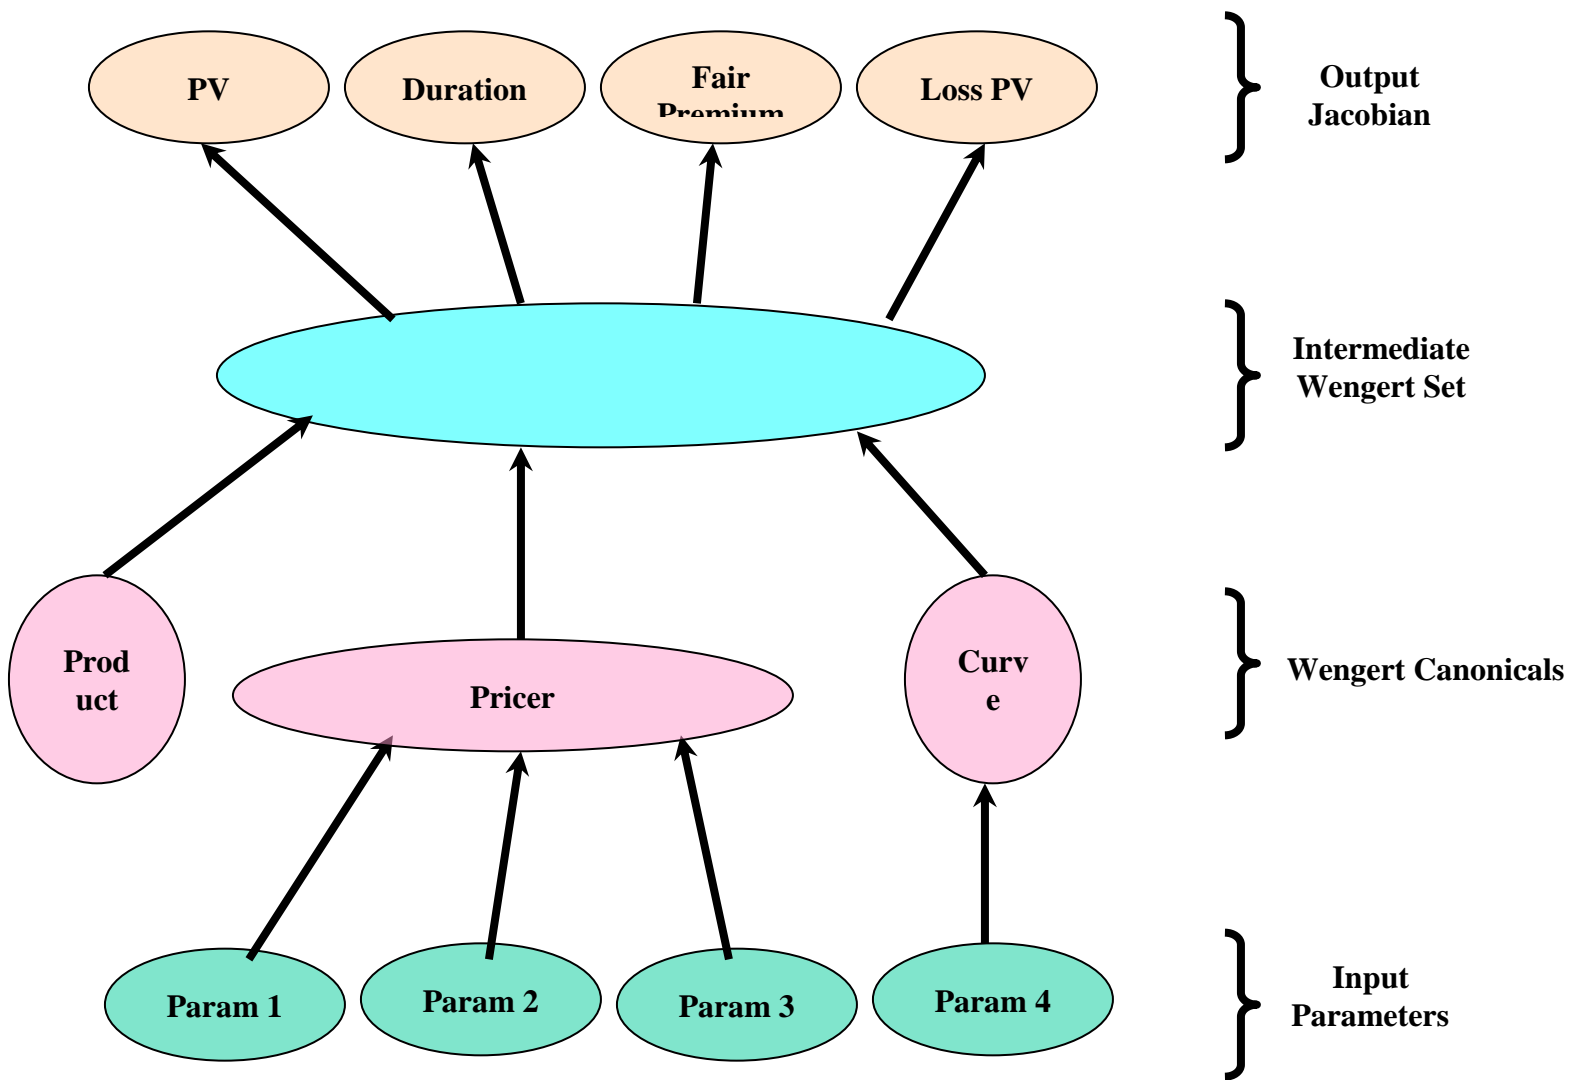 PV
Duration
Fair
Premium
Loss PV
Output
Jacobian
Intermediate
Wengert Set
Prod
uct
Pricer
Curv
e
Wengert Canonicals
Param 1
Param 2
Param 3
Param 4
Input
Parameters